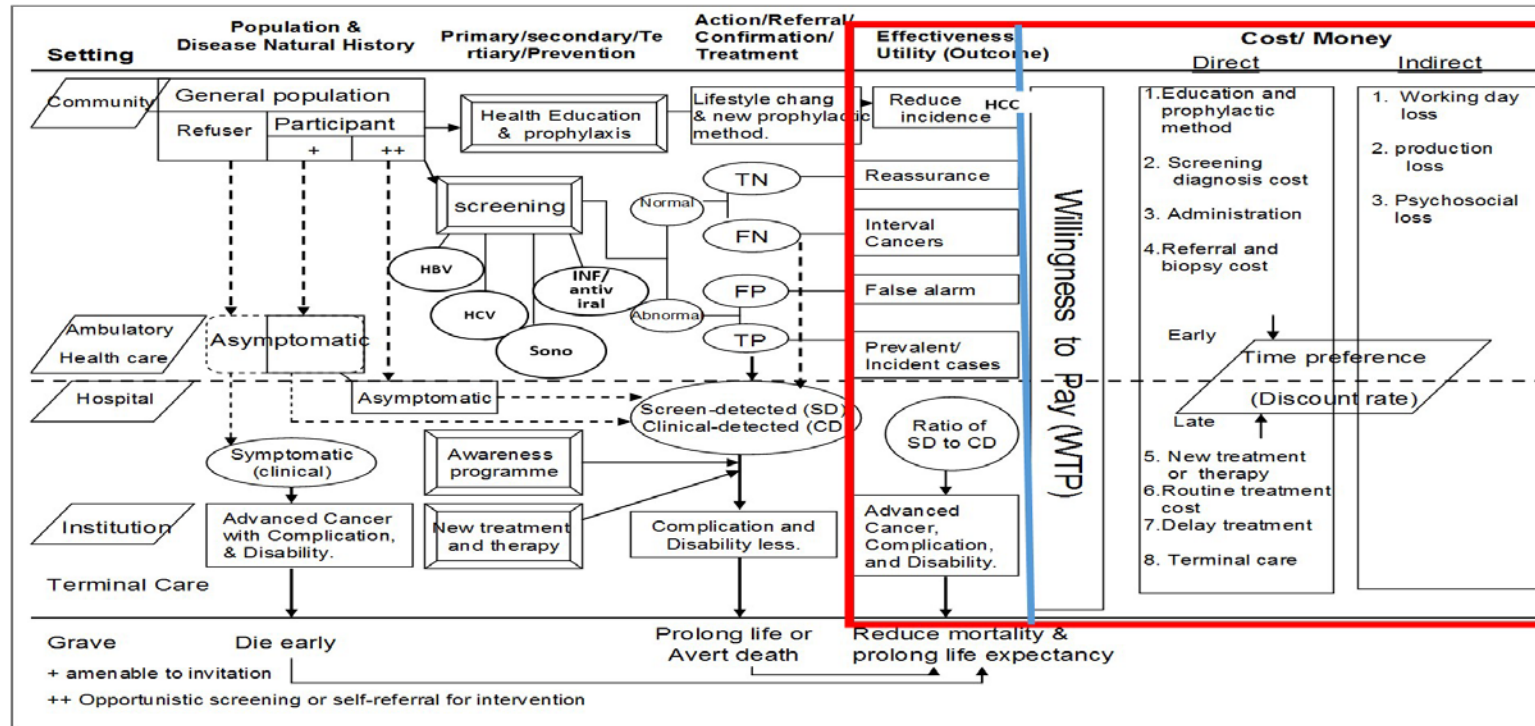 Setting
Population &
Disease Natural History
Primary/secondary/Te
rtiary/Prevention
Action/Referral/
Confirmation/
Treatment
Effectiveness
Utility (Outcome)
Cost/ Money
Direct
Indirect
Community
General population
Refuser
Participant
+
++
Health Education
& prophylaxis
Lifestyle chang
& new prophylactic
method.
Reduce HCC
incidence
screening
HBV
HCV
Sono
INF/
antiv
iral
Normal
Abnormal
TN
FN
FP
TP
Reassurance
Interval
Cancers
False alarm
Prevalent/
Incident cases
Willingness to Pay (WTP)
1.Education and
prophylactic
method
2. Screening
diagnosis cost
3. Administration
4.Referral and
biopsy cost
1. Working day
loss
2. production
loss
3. Psychosocial
loss
Ambulatory
Health care
Asymptomatic
Early
Time preference
(Discount rate)
Late
Hospital
Asymptomatic
Screen-detected (SD)
Clinical-detected (CD
Ratio of
SD to CD
Symptomatic
(clinical)
Awareness
programme
5. New treatment
or therapy
6.Routine treatment
cost
7.Delay treatment
8. Terminal care
Institution
Advanced Cancer
with Complication,
& Disability.
New treatment
and therapy
Complication and
Disability less.
Advanced
Cancer,
Complication,
and Disability.
Terminal Care
Grave
Die early
Prolong life or
Avert death
Reduce mortality &
prolong life expectancy
+ amenable to invitation
++ Opportunistic screening or self-referral for intervention